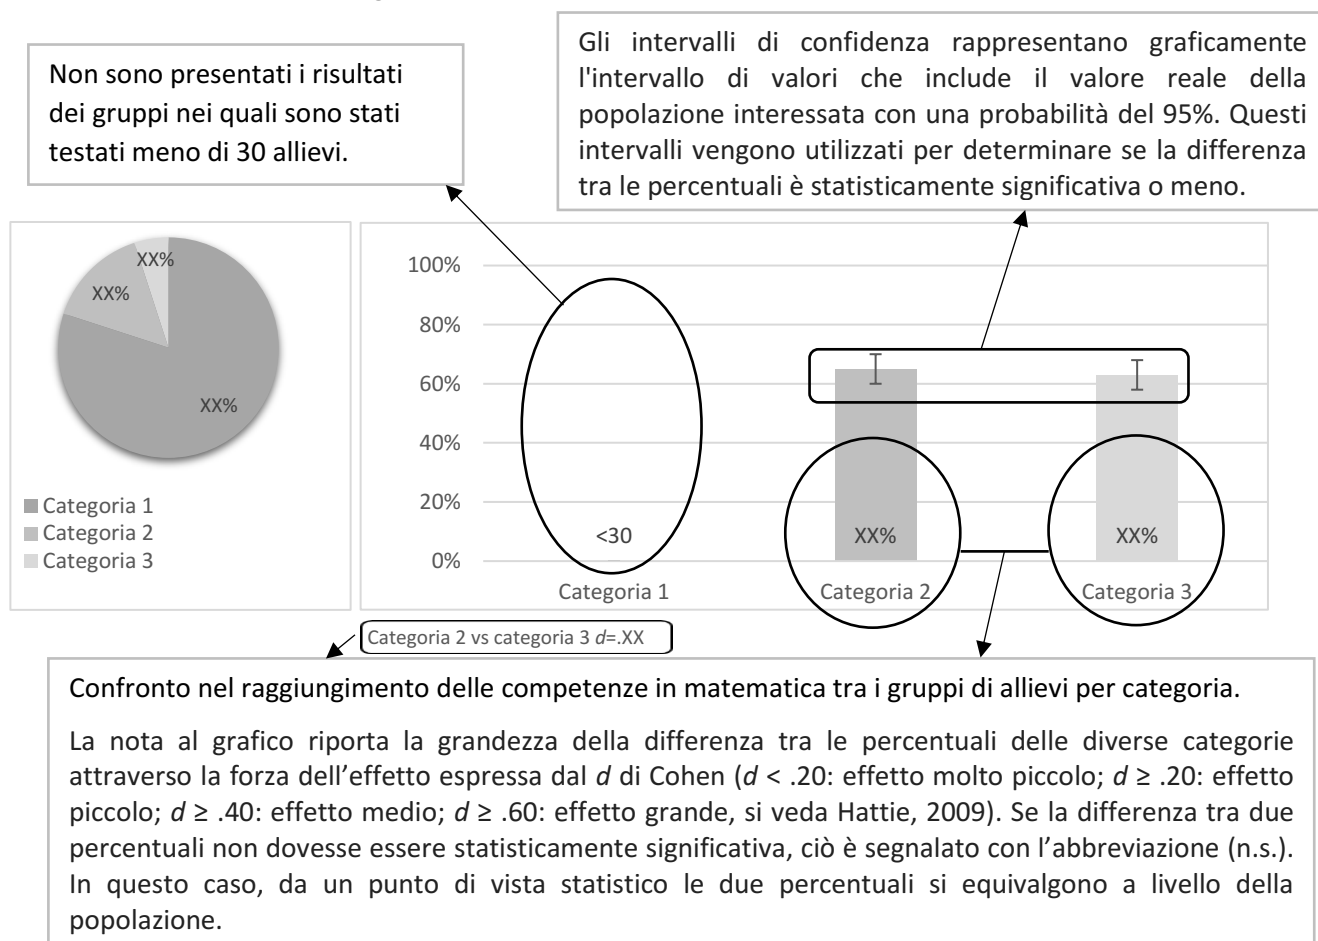 Non sono presentati i risultati
dei gruppi nei quali sono stati
testati meno di 30 allievi.
Gli intervalli di confidenza rappresentano graficamente
l'intervallo di valori che include il valore reale della
popolazione interessata con una probabilità del 95%. Questi
intervalli vengono utilizzati per determinare se la differenza
tra le percentuali è statisticamente significativa o meno.
XX%
XX%
XX%
Categoria 1
Categoria 2
Categoria 3
100%
80%
60%
40%
20%
0%
<30
XX%
XX%
Categoria 1
Categoria 2
Categoria 3
Categoria 2 vs categoria 3 d=.XX
Confronto nel raggiungimento delle competenze in matematica tra i gruppi di allievi per categoria.
La nota al grafico riporta la grandezza della differenza tra le percentuali delle diverse categorie
attraverso la forza dell’effetto espressa dal d di Cohen (d < .20: effetto molto piccolo; d ≥ .20: effetto
piccolo; d ≥ .40: effetto medio; d ≥ .60: effetto grande, si veda Hattie, 2009). Se la differenza tra due
percentuali non dovesse essere statisticamente significativa, ciò è segnalato con l’abbreviazione (n.s.).
In questo caso, da un punto di vista statistico le due percentuali si equivalgono a livello della
popolazione.